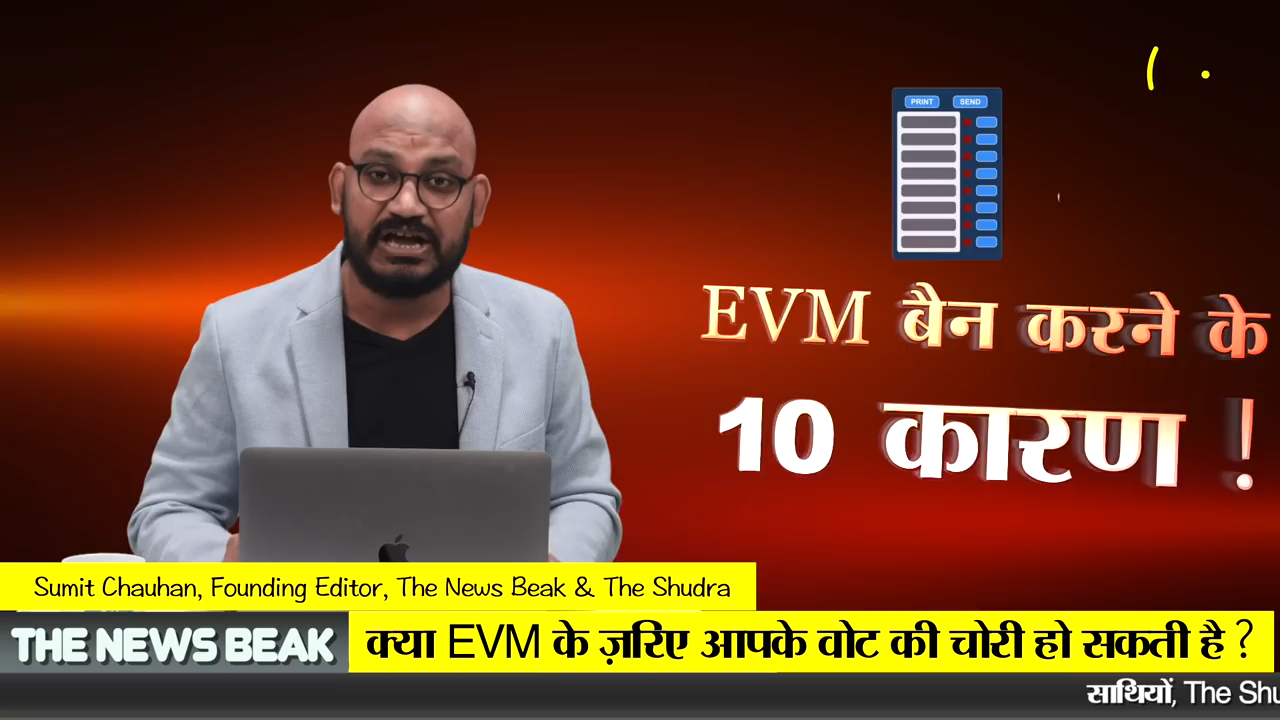 PRINT SEND
EVM बैन करने के
10 कारण !
Sumit Chauhan, Founding Editor, The News Beak & The Shudra
THE NEWS BEAK
क्या EVM के ज़रिए आपके वोट की चोरी हो सकती है ?
साथियों, The Shu